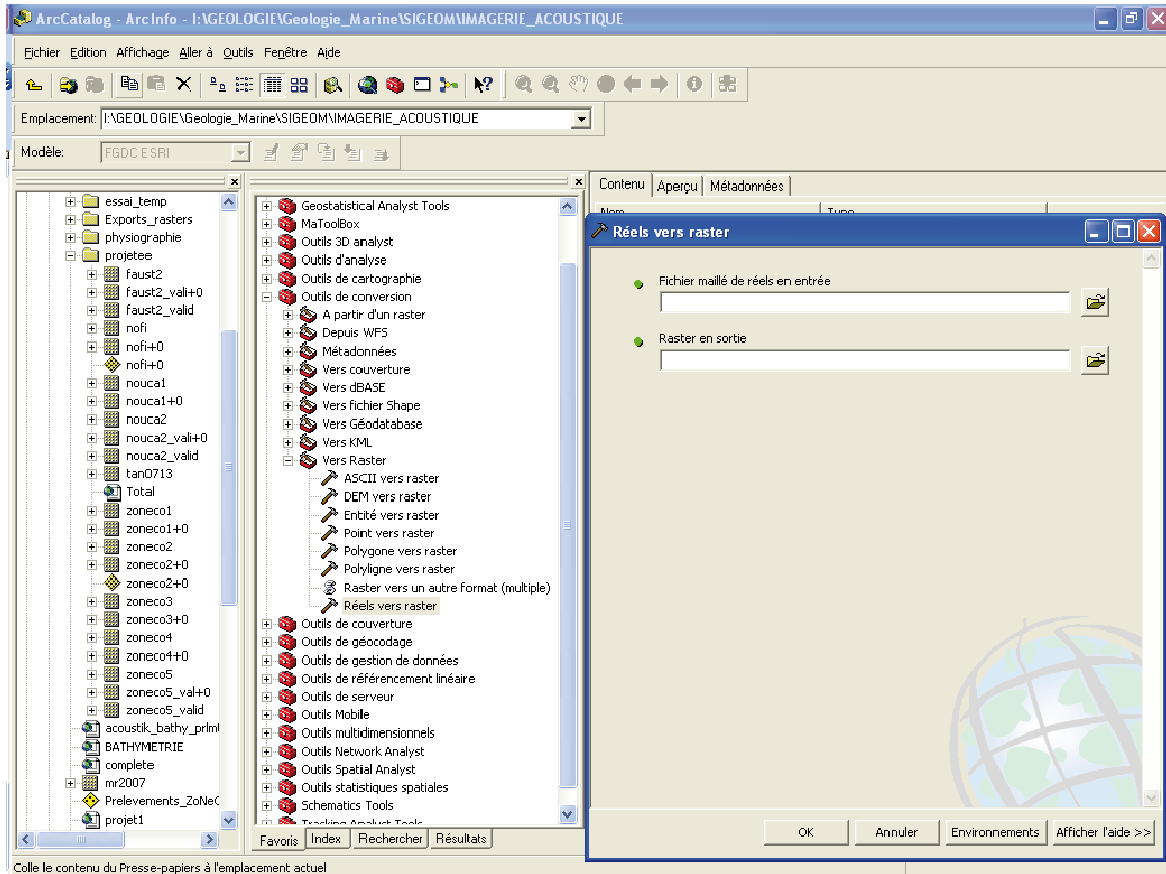 ArcCatalog - ArcInfo - I:\GEOLOGIE\Geologie_Marine\SIGEOM\IMAGERIE_ACOUSTIQUE
Fichier Edition Affichage Aller à Outils Fenêtre Aide
Emplacement: I:\GEOLOGIE\Geologie_Marine\SIGEOM\IMAGERIE_ACOUSTIQUE
Modèle: FGDC ESRI
essai_temp
Exports_rasters
physiographie
projetee
faust2
faust2_vali+0
faust2_valid
nofi
nofi+0
nofi+0
nouca1
nouca1+0
nouca2
nouca2_vali+0
nouca2_valid
tan0713
Total
zoneco1
zoneco1+0
zoneco2
zoneco2+0
zoneco2+0
zoneco3
zoneco3+0
zoneco4
zoneco4+0
zoneco5
zoneco5_val+0
zoneco5_valid
acoustik_bathy_prlm
BATHYMETRIE
complete
mr2007
Prelevements_ZoNeC
projet1
Geostatistical Analyst Tools
MaToolBox
Outils 3D analyst
Outils d'analyse
Outils de cartographie
Outils de conversion
A partir d'un raster
Depuis WFS
Métadonnées
Vers couverture
Vers dBASE
Vers fichier Shape
Vers Géodatabase
Vers KML
Vers Raster
ASCII vers raster
DEM vers raster
Entité vers raster
Point vers raster
Polygone vers raster
Polyligne vers raster
Raster vers un autre format (multiple)
Réels vers raster
Outils de couverture
Outils de géocodage
Outils de gestion de données
Outils de référencement linéaire
Outils de serveur
Outils Mobile
Outils multidimensionnels
Outils Network Analyst
Outils Spatial Analyst
Outils statistiques spatiales
Schematics Tools
Tracking Analyst Tools
Favoris Index Rechercher Résultats
Contenu Aperçu Métadonnées
Nom Type
Réels vers raster
Fichier maillé de réels en entrée
Raster en sortie
OK Annuler Environnements Afficher l'aide >>
Colle le contenu du Presse-papiers à l'emplacement actuel